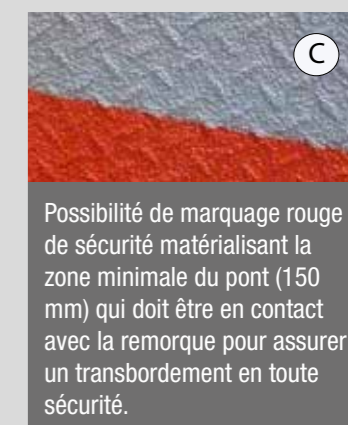 C
Possibilité de marquage rouge
de sécurité matérialisant la
zone minimale du pont (150
mm) qui doit être en contact
avec la remorque pour assurer
un transbordement en toute
sécurité.